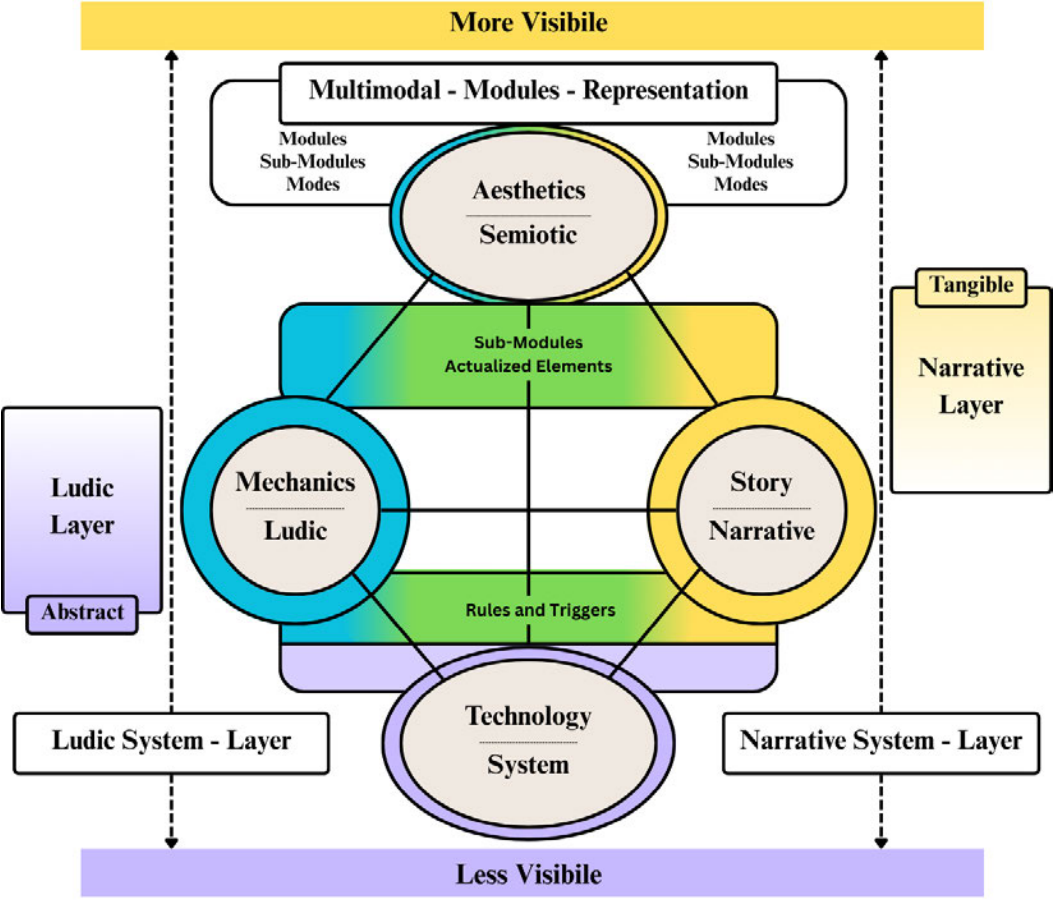 More Visibile
Multimodal - Modules - Representation
Modules
Sub-Modules
Modes
Modules
Sub-Modules
Modes
Aesthetics
Semiotic
Tangible
Narrative
Layer
Sub-Modules
Actualized Elements
Ludic
Layer
Abstract
Mechanics
Ludic
Story
Narrative
Rules and Triggers
Technology
System
Ludic System - Layer
Narrative System - Layer
Less Visibile